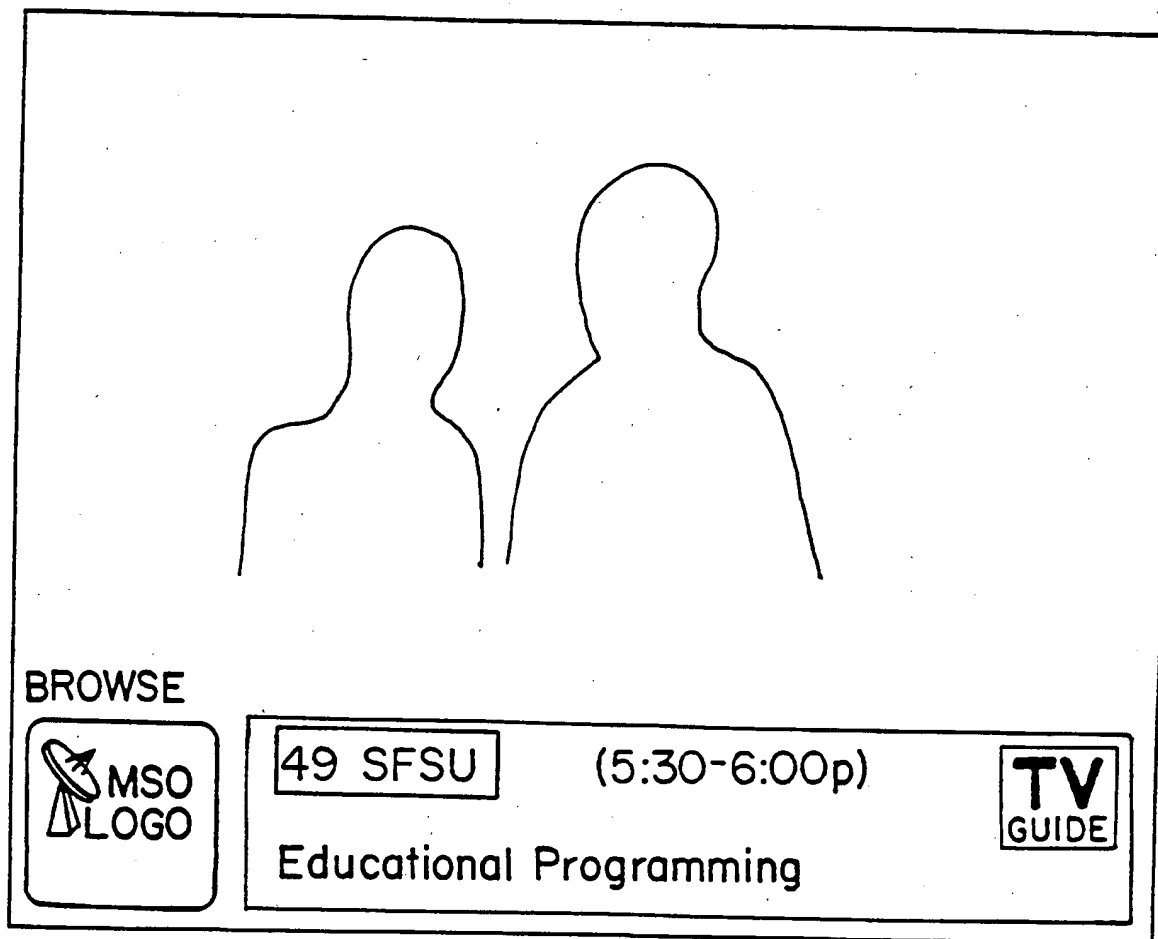 BROWSE
MSO
LOGO
49 SFSU (5:30-6:00p)
Educational Programming
TV
GUIDE